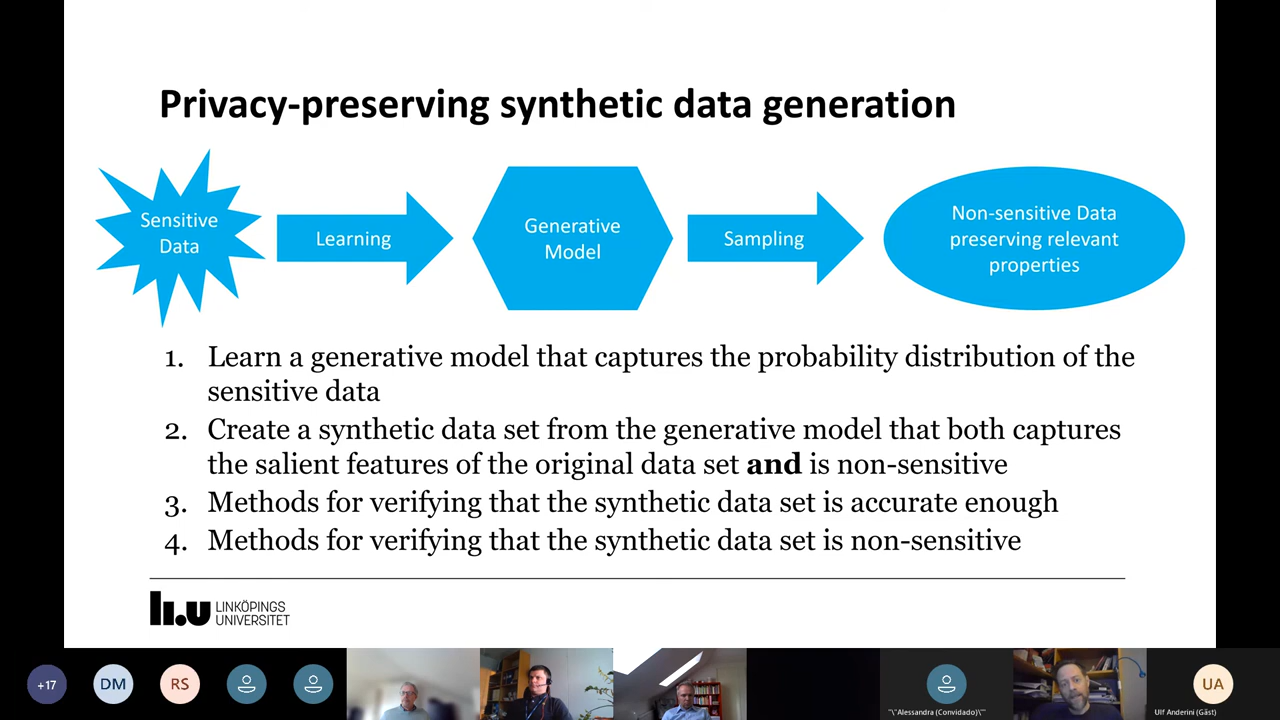 Privacy-preserving synthetic data generation
Sensitive
Data
Learning
Generative
Model
Sampling
Non-sensitive Data
preserving relevant
properties
1. Learn a generative model that captures the probability distribution of the
sensitive data
2. Create a synthetic data set from the generative model that both captures
the salient features of the original data set and is non-sensitive
3. Methods for verifying that the synthetic data set is accurate enough
4. Methods for verifying that the synthetic data set is non-sensitive
li.u LINKÖPINGS
UNIVERSITET
+17
DM
RS
UA
"\"Alessandra (Convidado)\""
Ulf Anderini (Gäst)